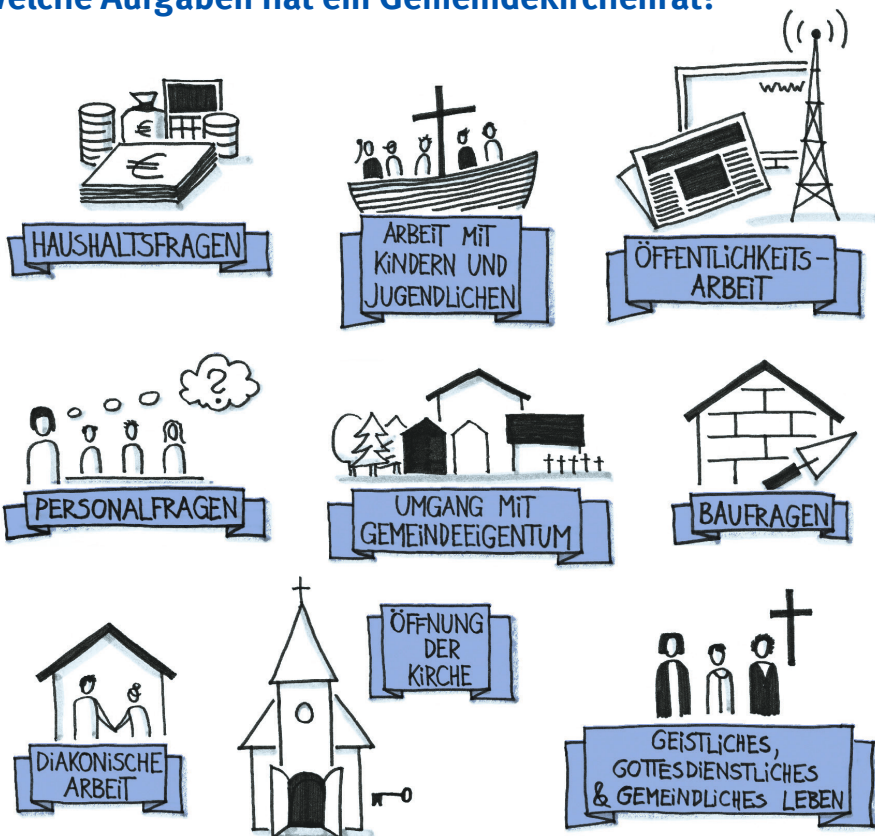 Welche Aufgaben hat ein Gemeindekirchenrat?
€
€
www
HAUSHALTSFRAGEN
ARBEIT MIT
KINDERN UND
JUGENDLICHEN
ÖFFENTLICHKEITS-
ARBEIT
?
PERSONALFRAGEN
UMGANG MIT
GEMEINDEEIGENTUM
BAUFRAGEN
DIAKONISCHE
ARBEIT
ÖFFNUNG
DER
KIRCHE
GEISTLICHES,
GOTTESDIENSTLICHES
& GEMEINDLICHES LEBEN